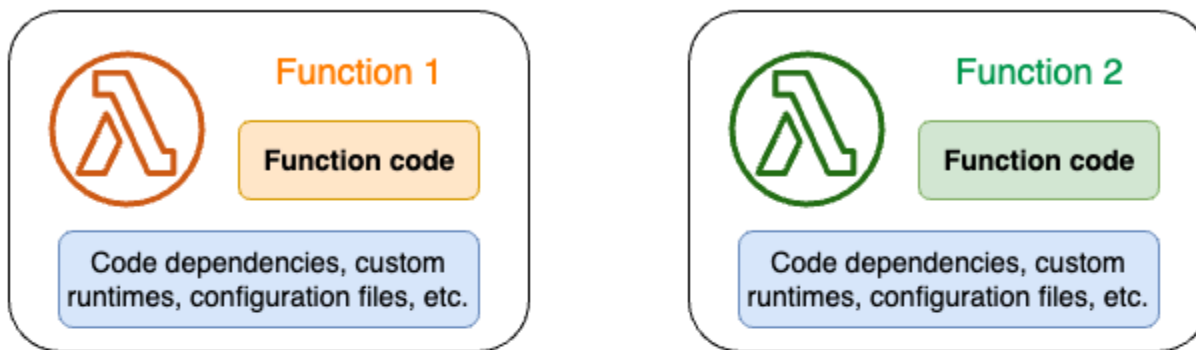 Function 1
Function code
Code dependencies, custom
runtimes, configuration files, etc.
Function 2
Function code
Code dependencies, custom
runtimes, configuration files, etc.